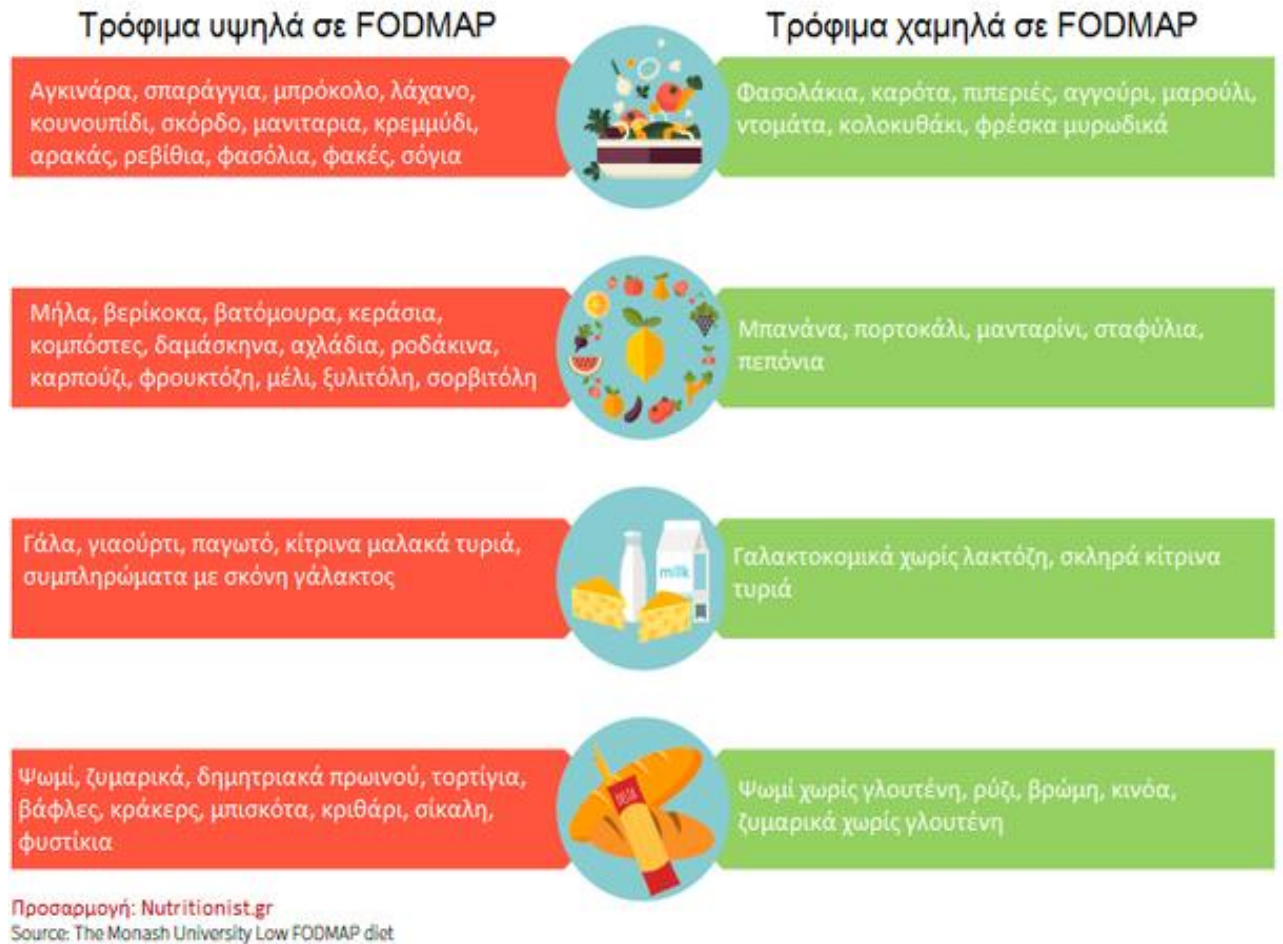 Τρόφιμα υψηλά σε FODMAP
Τρόφιμα χαμηλά σε FODMAP
Αγκινάρα, σπαράγγια, μπρόκολο, λάχανο,
κουνουπίδι, σκόρδο, μανιταρια, κρεμμύδι,
αρακάς, ρεβίθια, φασόλια, φακές, σόγια
Φασολάκια, καρότα, πιπεριές, αγγούρι, μαρούλι,
ντομάτα, κολοκυθάκι, φρέσκα μυρωδικά
Μήλα, βερίκοκα, βατόμουρα, κεράσια,
κομπόστες, δαμάσκηνα, αχλάδια, ροδάκινα,
καρπούζι, φρουκτόζη, μέλι, ξυλιτόλη, σορβιτόλη
Μπανάνα, πορτοκάλι, μανταρίνι, σταφύλια,
πεπόνια
Γάλα, γιαούρτι, παγωτό, κίτρινα μαλακά τυριά,
συμπληρώματα με σκόνη γάλακτος
milk
Γαλακτοκομικά χωρίς λακτόζη, σκληρά κίτρινα
τυριά
Ψωμί, ζυμαρικά, δημητριακά πρωινού, τορτίγια,
βάφλες, κράκερς, μπισκότα, κριθάρι, σίκαλη,
φυστίκια
PASTA
Ψωμί χωρίς γλουτένη, ρύζι, βρώμη, κινόα,
ζυμαρικά χωρίς γλουτένη
Προσαρμογή: Nutritionist.gr
Source: The Monash University Low FODMAP diet